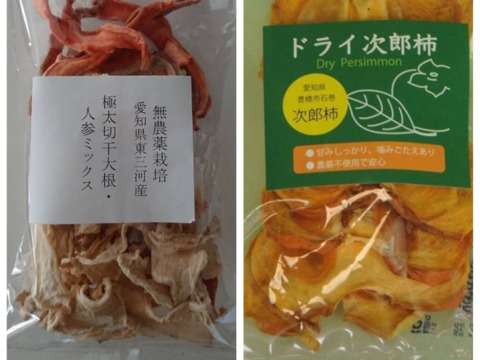 無農薬栽培
愛知県東三河産
極太切干大根・
人参ミックス
ドライ次郎柿
Dry Persimmon
愛知県
豊橋市石巻
次郎柿
●甘みしっかり、噛みごたえあり
●農薬不使用で安心